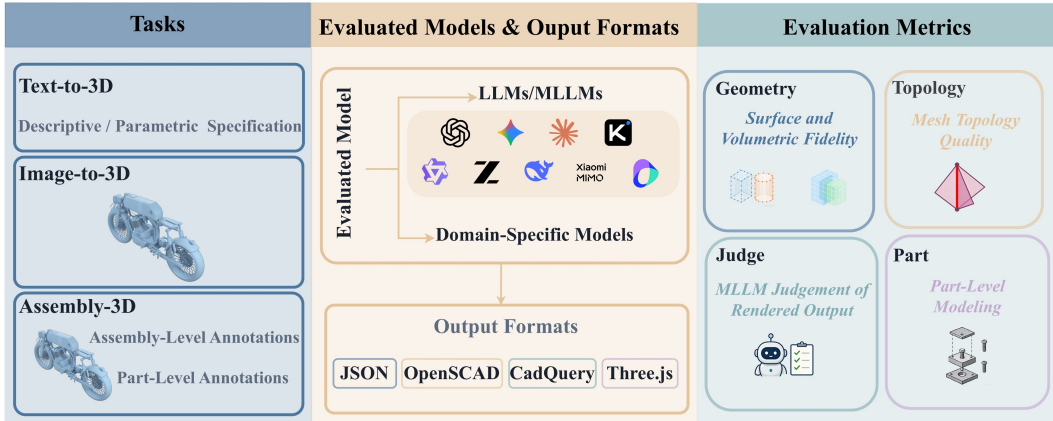 Tasks
Text-to-3D
Descriptive / Parametric Specification
Image-to-3D
Assembly-3D
Assembly-Level Annotations
Part-Level Annotations
Evaluated Models & Ouput Formats
Evaluated Model
LLMs/MLLMs
Xiaomi
MIMO
Domain-Specific Models
Output Formats
JSON
OpenSCAD
CadQuery
Three.js
Evaluation Metrics
Geometry
Surface and
Volumetric Fidelity
Topology
Mesh Topology
Quality
Judge
MLLM Judgement of
Rendered Output
Part
Part-Level
Modeling